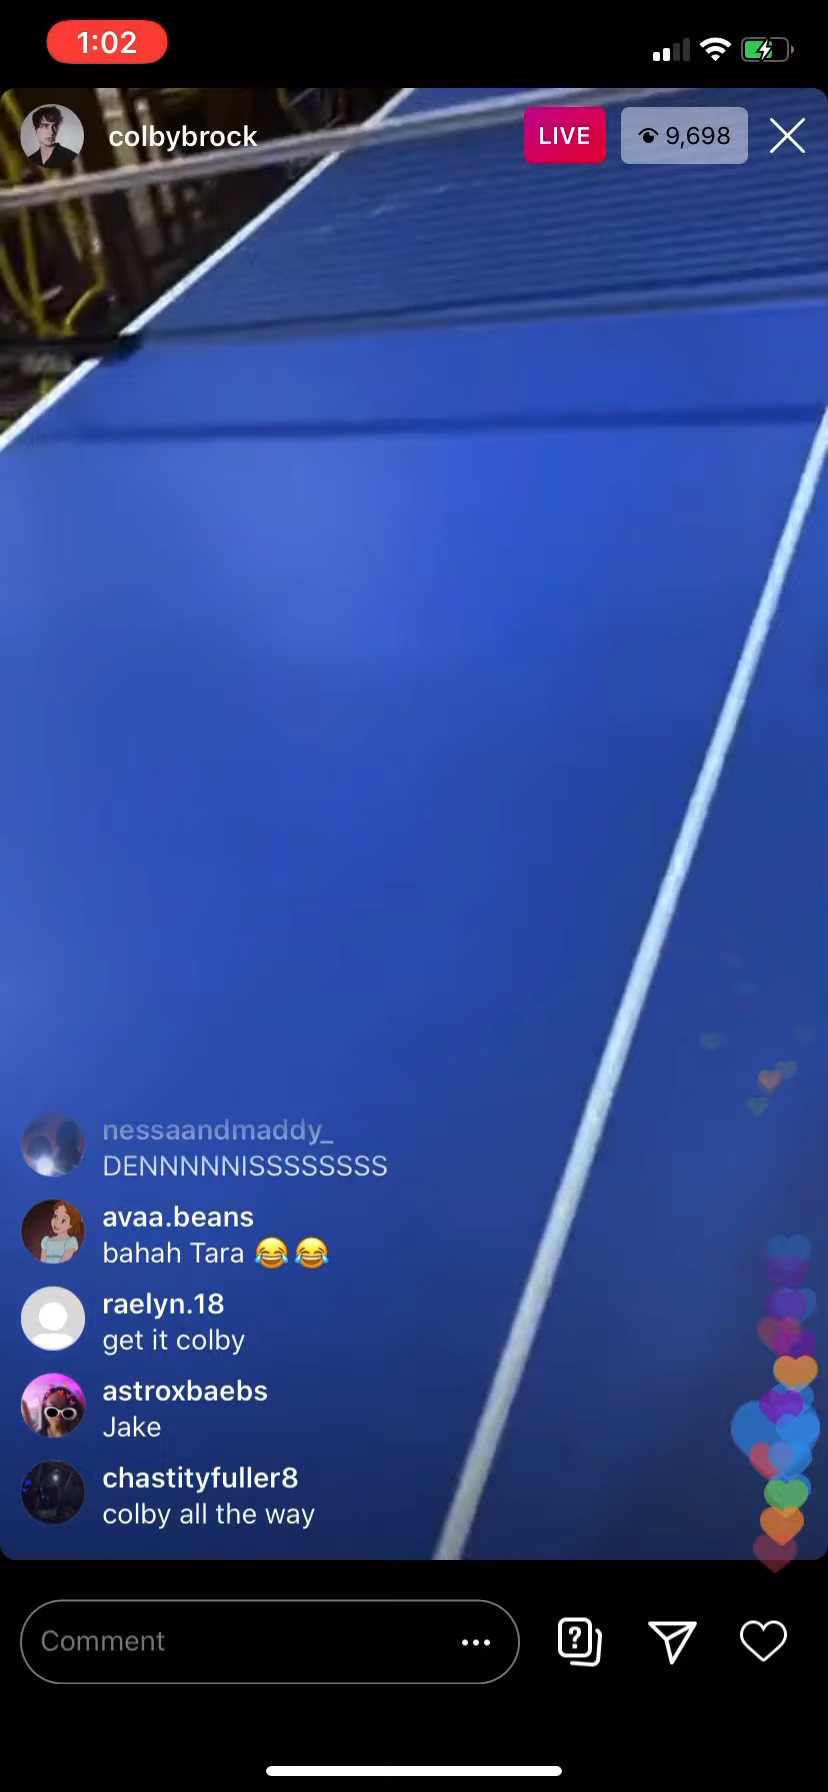 1:02
colbybrock
LIVE
9,698
nessaandmaddy_
DENNNNNISSSSSSSS
avaa.beans
bahah Tara 😂😂
raelyn.18
get it colby
astroxbaebs
Jake
chastityfuller8
colby all the way
Comment